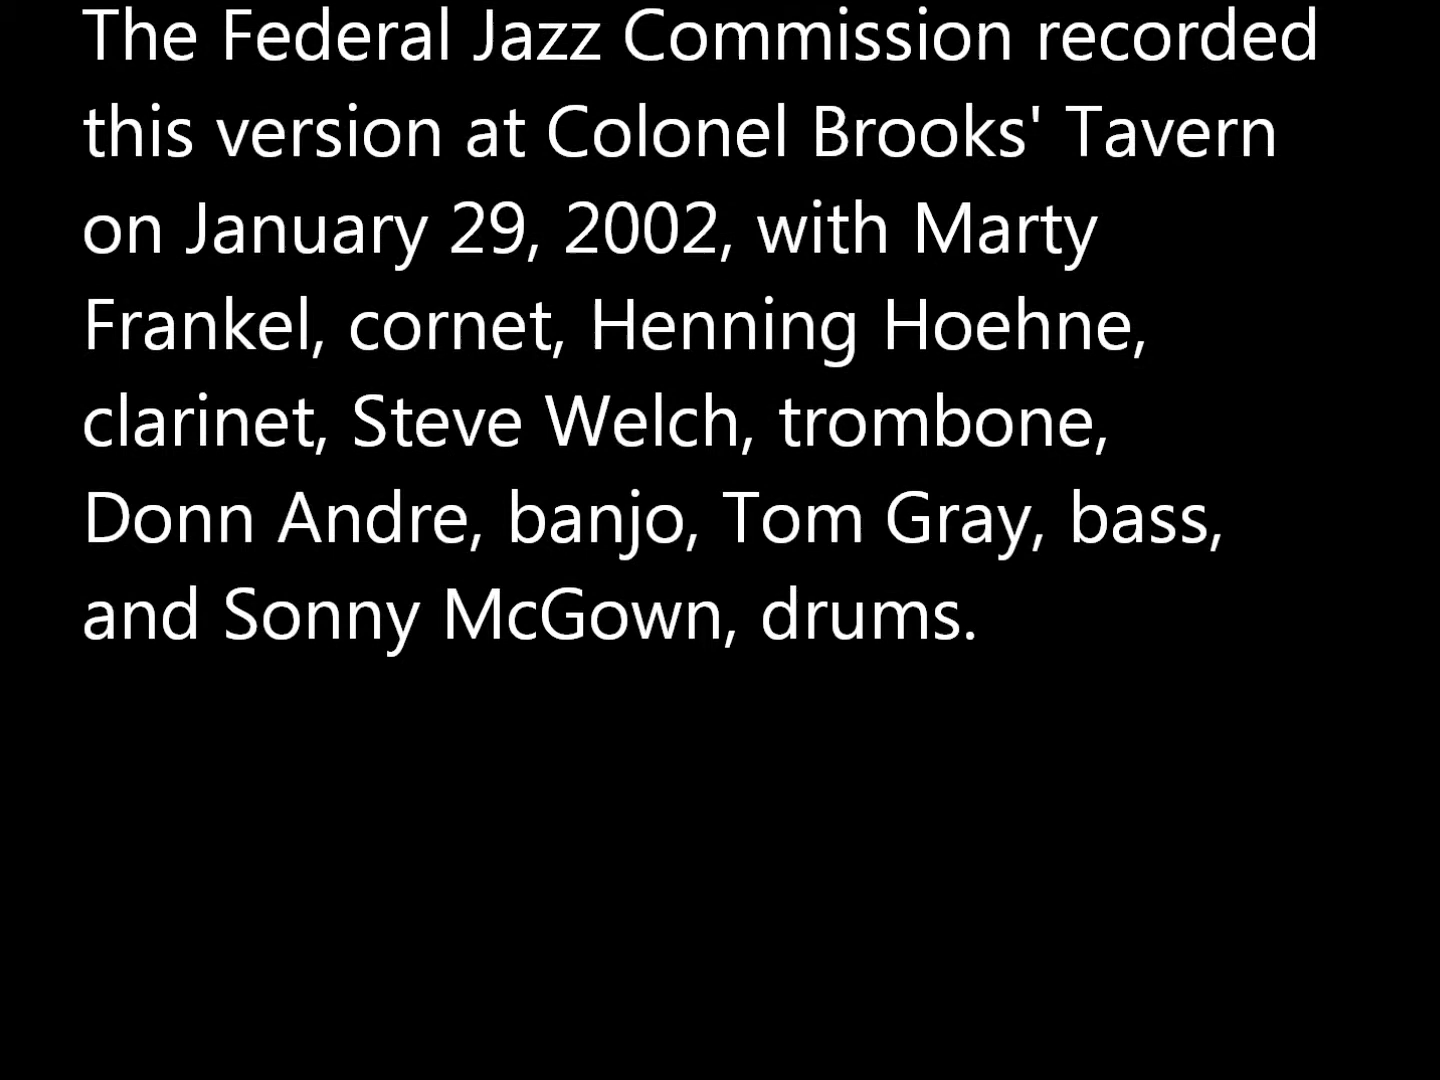 The Federal Jazz Commission recorded
this version at Colonel Brooks' Tavern
on January 29, 2002, with Marty
Frankel, cornet, Henning Hoehne,
clarinet, Steve Welch, trombone,
Donn Andre, banjo, Tom Gray, bass,
and Sonny McGown, drums.